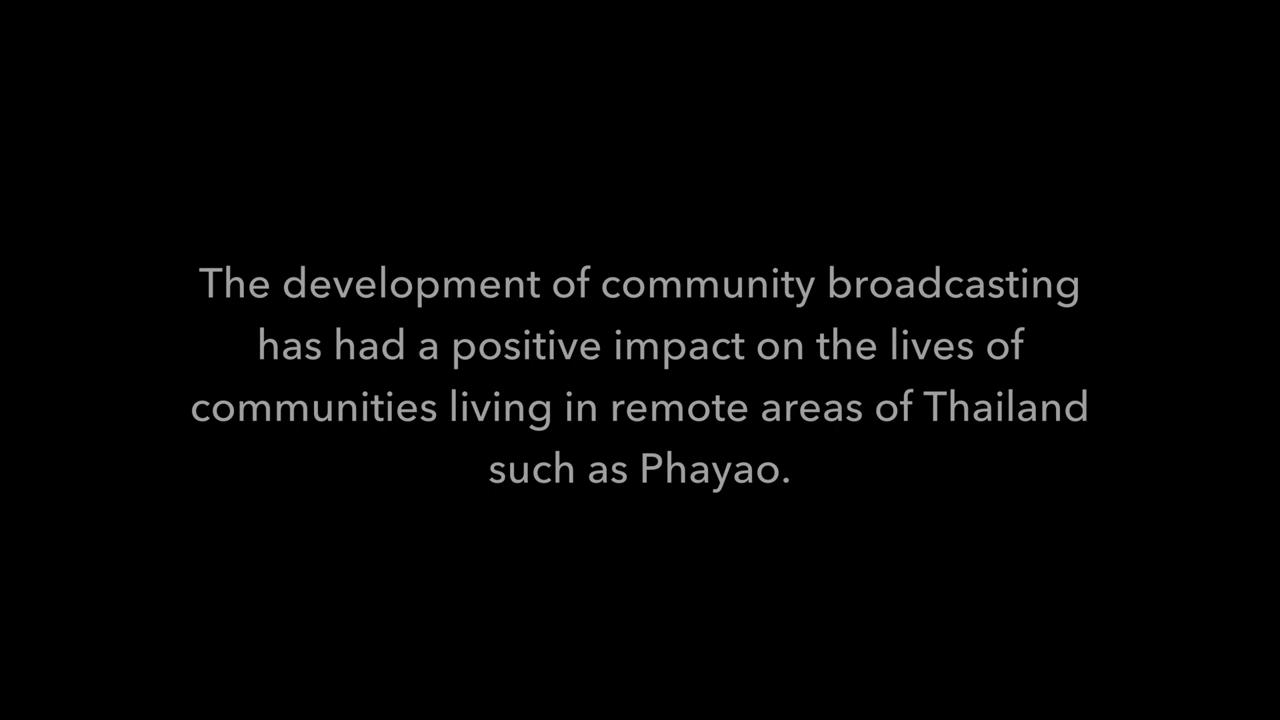 The development of community broadcasting
has had a positive impact on the lives of
communities living in remote areas of Thailand
such as Phayao.